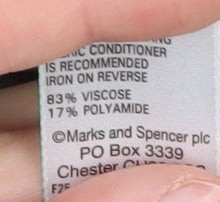 CONDITIONER
IS RECOMMENDED
IRON ON REVERSE
83% VISCOSE
17% POLYAMIDE
©Marks and Spencer plc
PO Box 3339
Chester